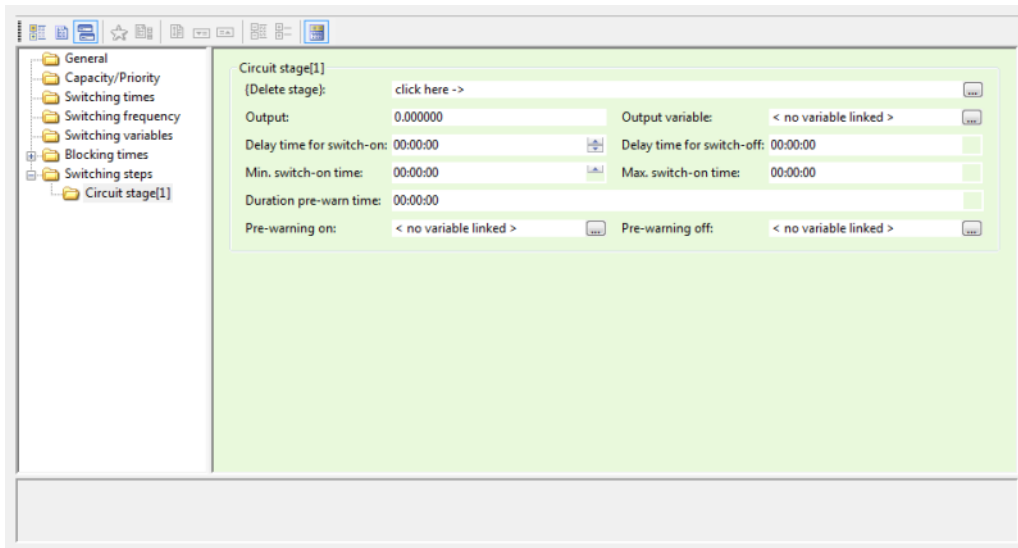 General
Capacity/Priority
Switching times
Switching frequency
Switching variables
Blocking times
Switching steps
Circuit stage[1]
Circuit stage[1]
{Delete stage}: click here -> ...
Output: 0.000000 Output variable: < no variable linked > ...
Delay time for switch-on: 00:00:00 Delay time for switch-off: 00:00:00
Min. switch-on time: 00:00:00 Max. switch-on time: 00:00:00
Duration pre-warn time: 00:00:00
Pre-warning on: < no variable linked > ... Pre-warning off: < no variable linked > ...